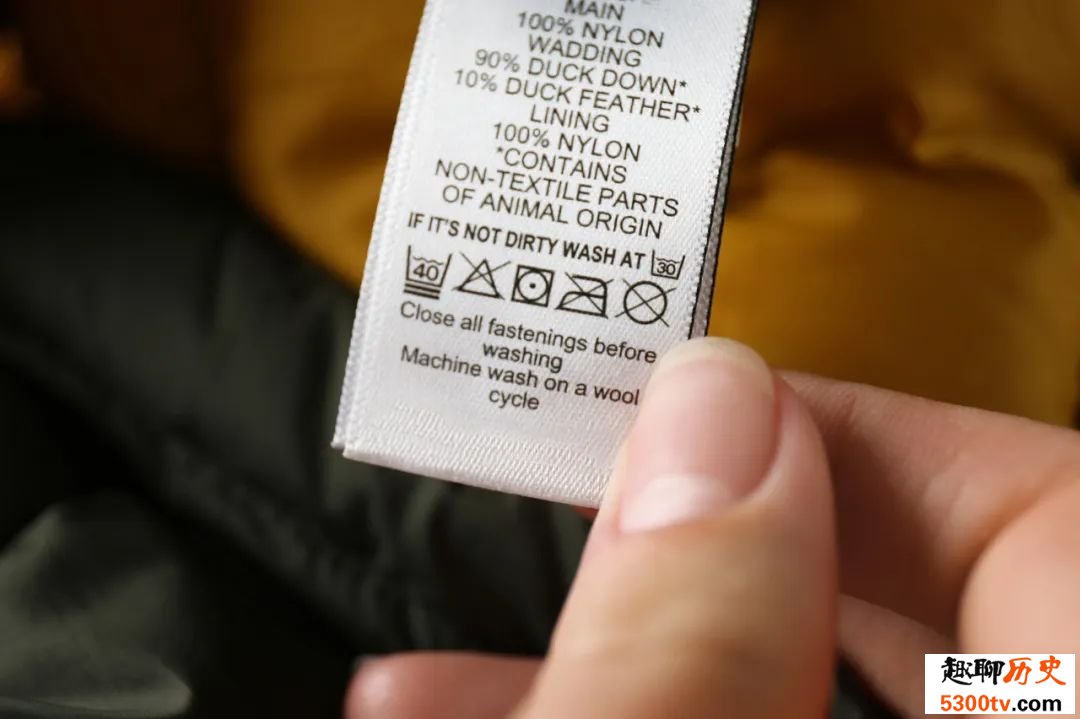 MAIN
100% NYLON
WADDING
90% DUCK DOWN*
10% DUCK FEATHER*
LINING
100% NYLON
*CONTAINS
NON-TEXTILE PARTS
OF ANIMAL ORIGIN
IF IT'S NOT DIRTY WASH AT 30
40
Close all fastenings before
washing
Machine wash on a wool
cycle
趣聊历史
5300tv.com